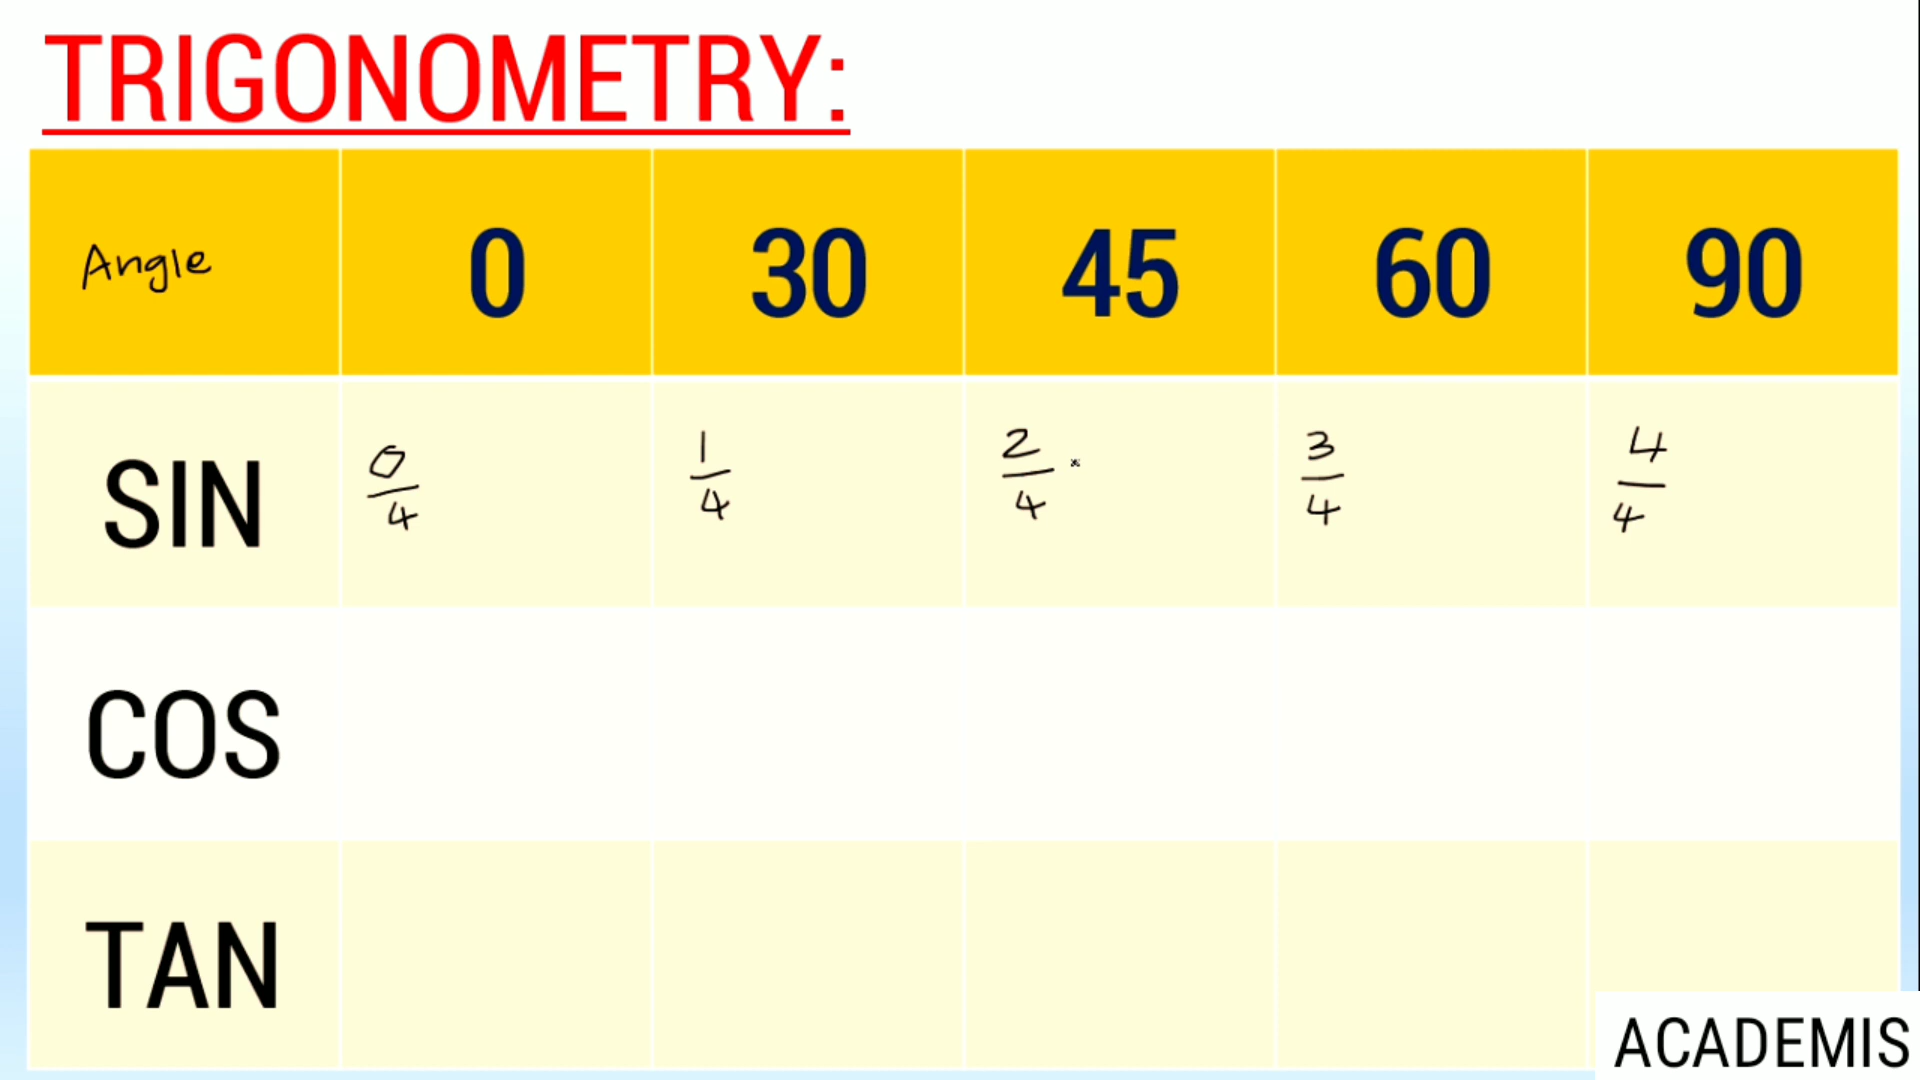 TRIGONOMETRY:
Angle 0 30 45 60 90
SIN 0/4 1/4 2/4 3/4 4/4
COS
TAN
ACADEMIS